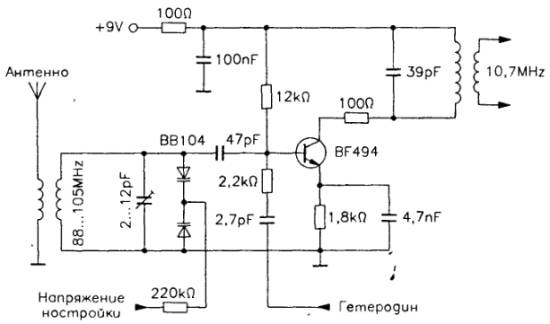 +9V
100Ω
100nF
Антенно
12kΩ
39pF
10,7MHz
100Ω
BB104
47pF
BF494
88...105MHz
2...12pF
2,2kΩ
2,7pF
1,8kΩ
4,7nF
Напряжение
ностройки
220kΩ
Гетеродин